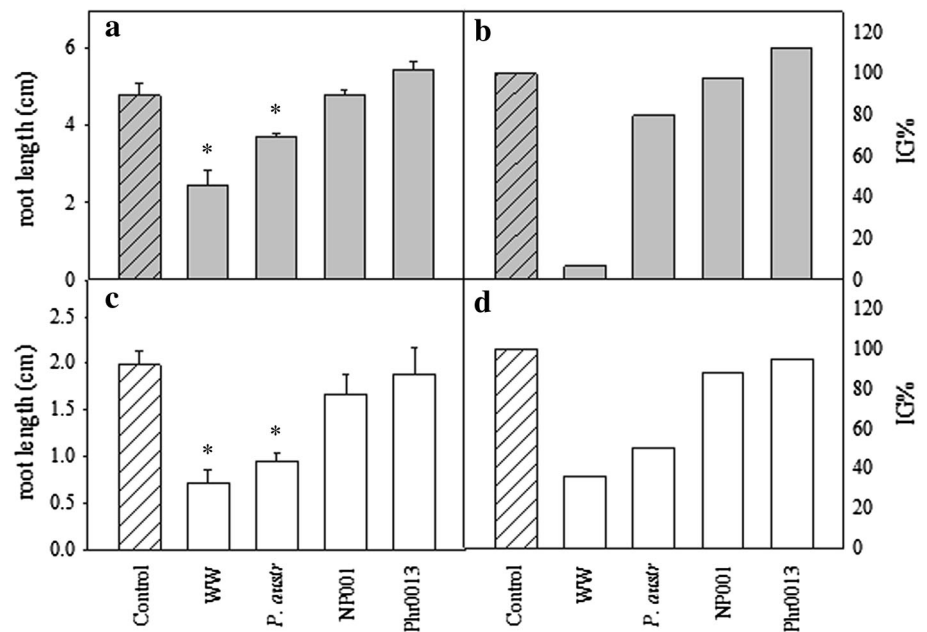 a
b
root length (cm)
6
4
2
0
*
*
120
100
80
60
40
20
0
IG%
c
d
root length (cm)
2.5
2.0
1.5
1.0
0.5
0.0
*
*
120
100
80
60
40
20
0
IG%
Control
WW
P. austr
NP001
Phr0013
Control
WW
P. austr
NP001
Phr0013